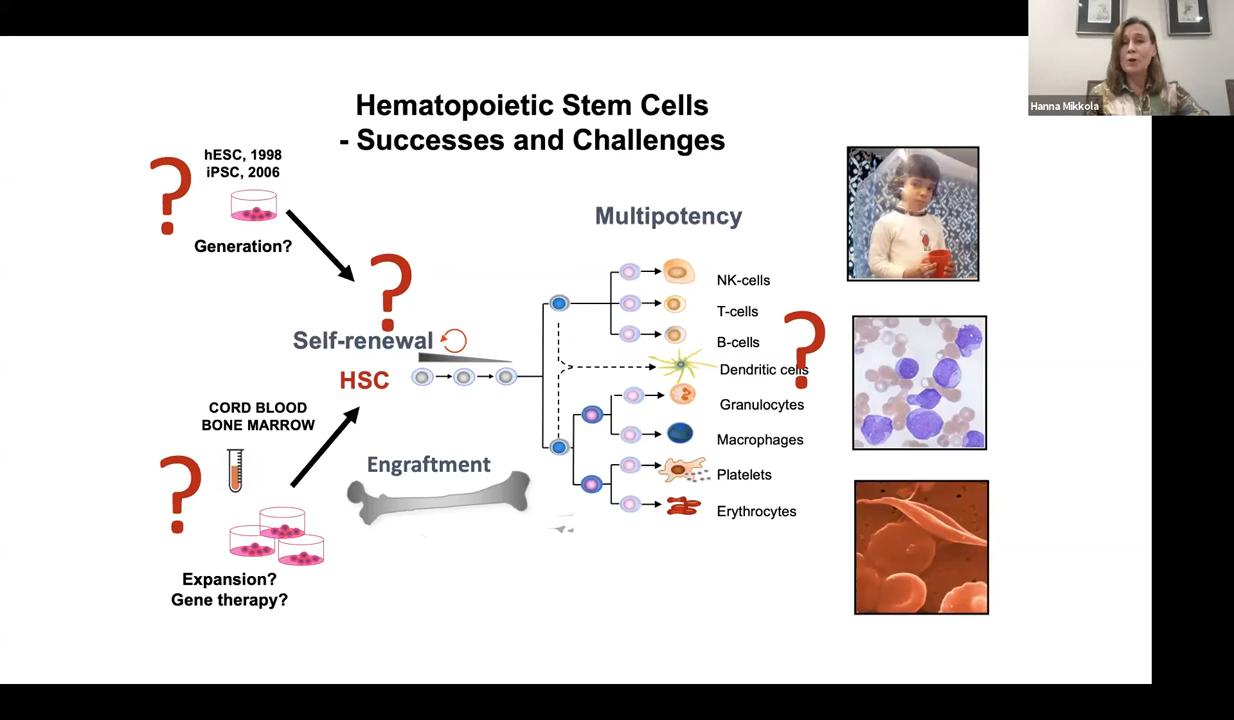 Hanna Mikkola
Hematopoietic Stem Cells
- Successes and Challenges
?
hESC, 1998
iPSC, 2006
Generation?
Multipotency
?
Self-renewal
HSC
NK-cells
T-cells
B-cells
?
Dendritic cells
Granulocytes
Macrophages
Platelets
Erythrocytes
CORD BLOOD
BONE MARROW
Engraftment
?
Expansion?
Gene therapy?